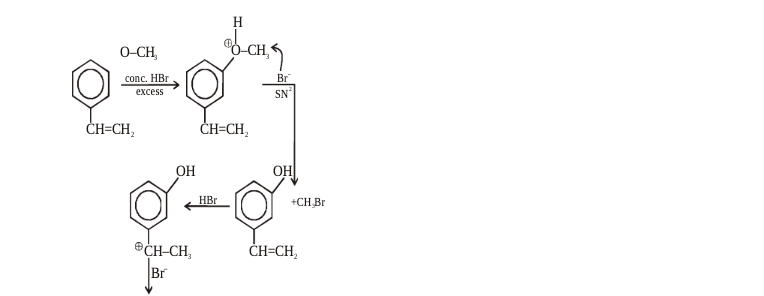 H
⊕
O–CH₃
O–CH₃
conc. HBr
excess
Br⁻
SN²
CH=CH₂
CH=CH₂
OH
OH
HBr
+CH₃Br
⊕
CH–CH₃
CH=CH₂
Br⁻